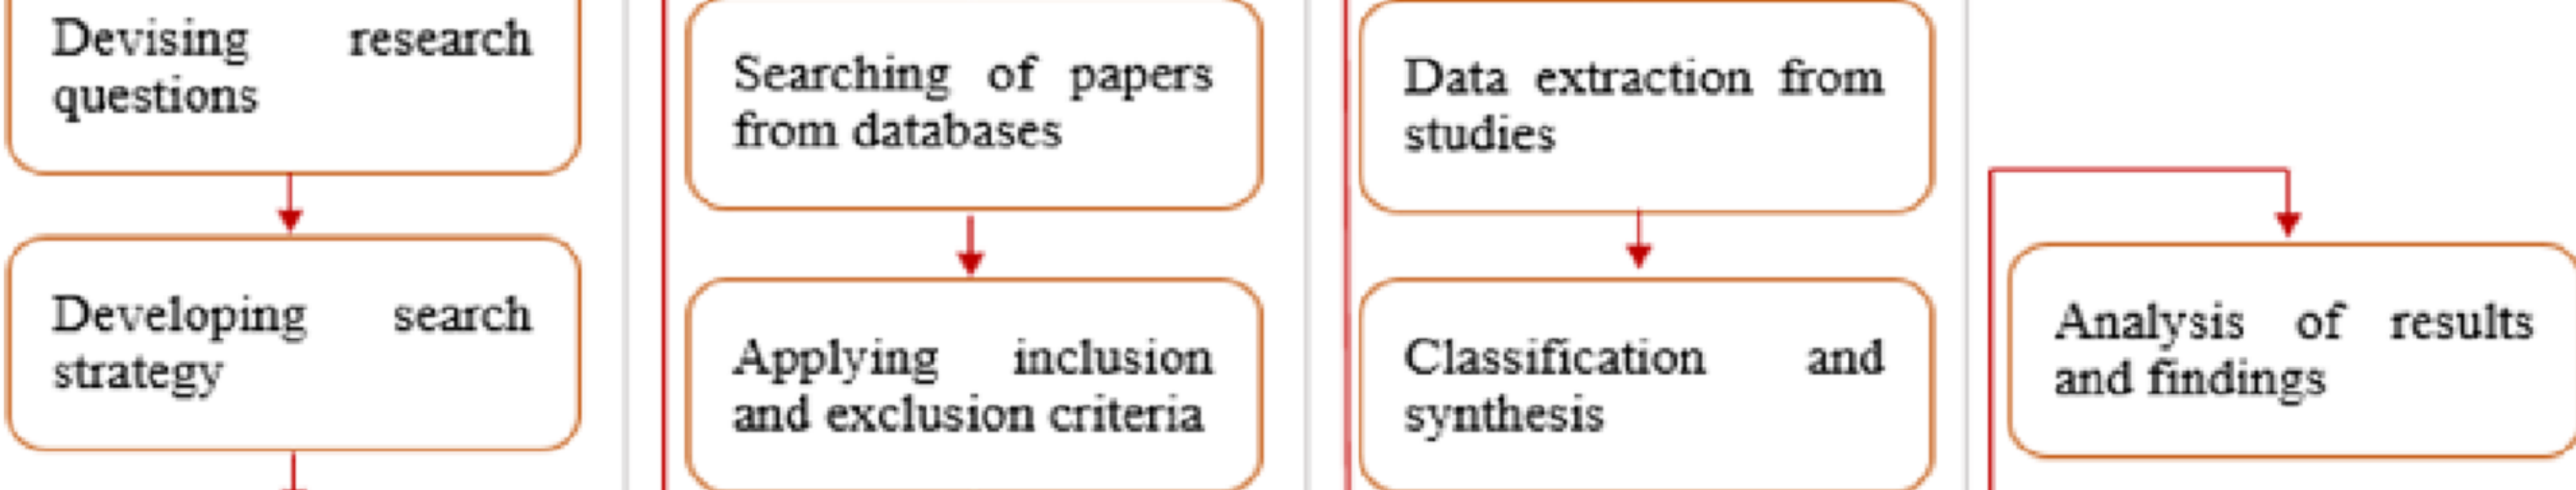 Devising research
questions
Developing search
strategy
Searching of papers
from databases
Applying inclusion
and exclusion criteria
Data extraction from
studies
Classification and
synthesis
Analysis of results
and findings